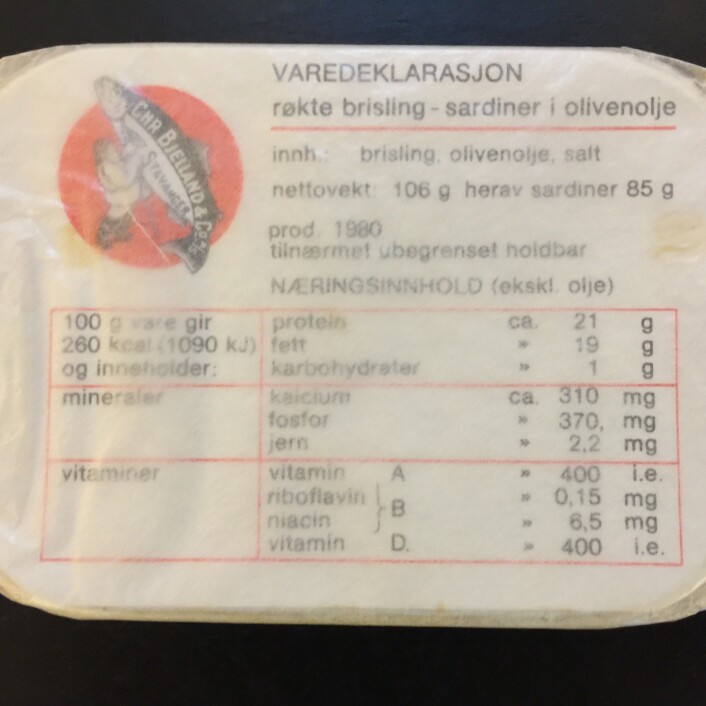 VAREDEKLARASJON
røkte brisling - sardiner i olivenolje
innh.: brisling, olivenolje, salt
nettovekt: 106 g herav sardiner 85 g
prod. 1980
tilnærmet ubegrenset holdbar
NÆRINGSINNHOLD (ekskl. olje)
CHR. BJELLAND & CO. A/S
STAVANGER
100 g vare gir protein ca. 21 g
260 kcal (1090 kJ) fett » 19 g
og inneholder: karbohydrater » 1 g
mineraler kalcium ca. 310 mg
fosfor » 370, mg
jern » 2,2 mg
vitaminer vitamin A » 400 i.e.
riboflavin } B » 0,15 mg
niacin » 6,5 mg
vitamin D. » 400 i.e.